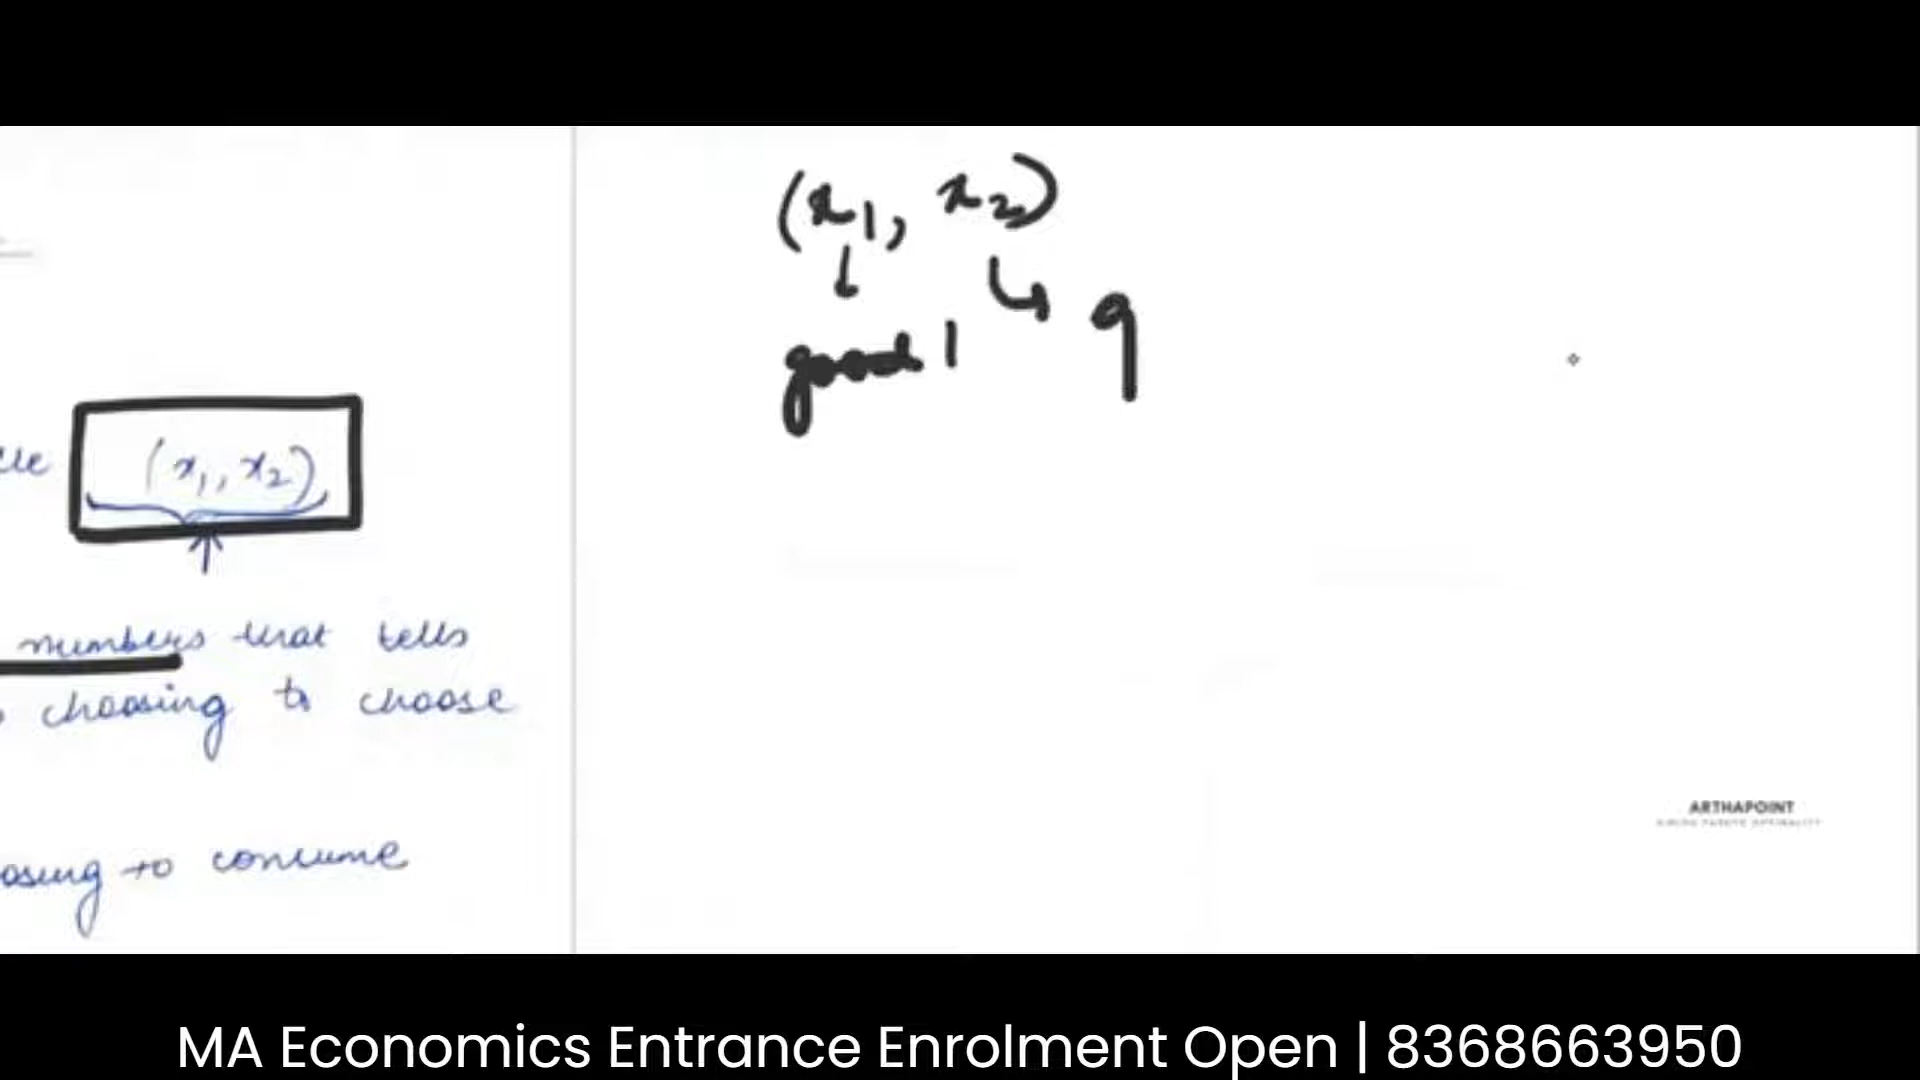 (x₁, x₂)
good 1 g
(x₁, x₂)
numbers that tells
choosing to choose
to consume
ARTHAPOINT
MA Economics Entrance Enrolment Open | 8368663950